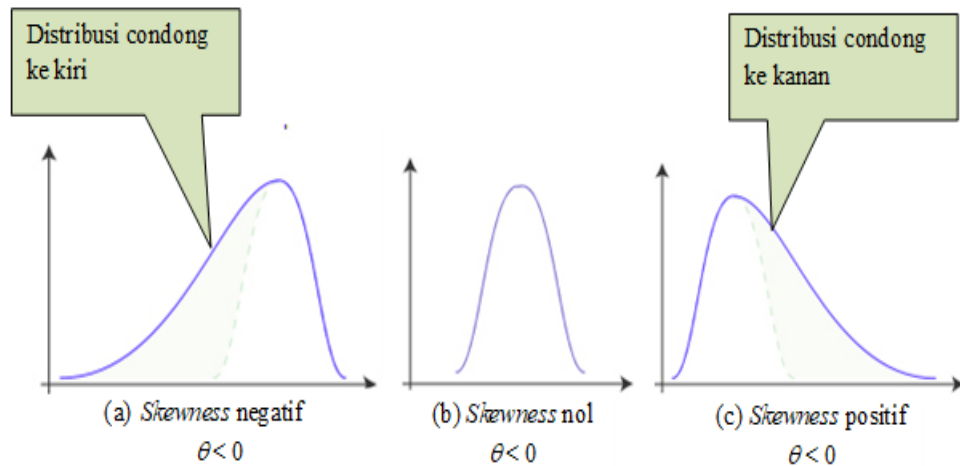 Distribusi condong
ke kiri
Distribusi condong
ke kanan
(a) Skewness negatif
θ < 0
(b) Skewness nol
θ < 0
(c) Skewness positif
θ < 0